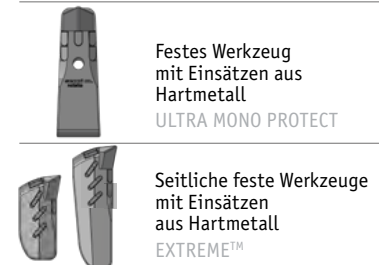 Festes Werkzeug
mit Einsätzen aus
Hartmetall
ULTRA MONO PROTECT
Seitliche feste Werkzeuge
mit Einsätzen
aus Hartmetall
EXTREME™